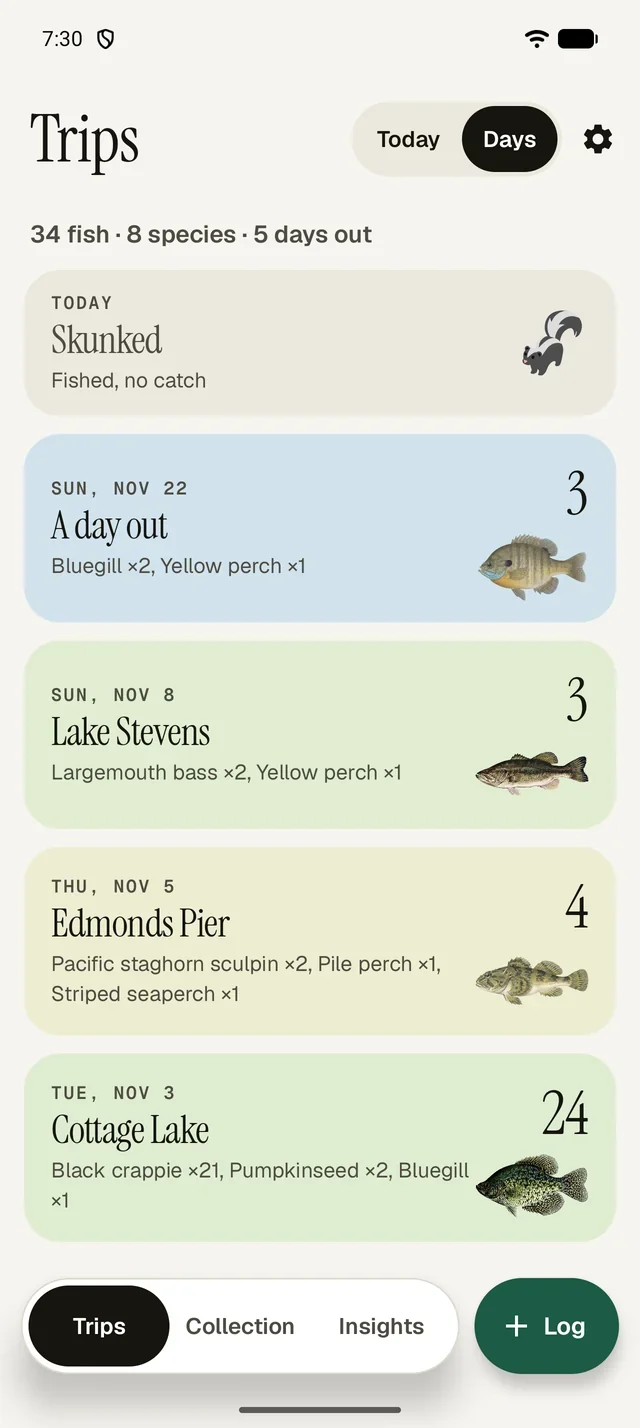 7:30
Trips
Today
Days
34 fish · 8 species · 5 days out
TODAY
Skunked
Fished, no catch
SUN, NOV 22
3
A day out
Bluegill ×2, Yellow perch ×1
SUN, NOV 8
3
Lake Stevens
Largemouth bass ×2, Yellow perch ×1
THU, NOV 5
4
Edmonds Pier
Pacific staghorn sculpin ×2, Pile perch ×1,
Striped seaperch ×1
TUE, NOV 3
24
Cottage Lake
Black crappie ×21, Pumpkinseed ×2, Bluegill
×1
Trips
Collection
Insights
+ Log